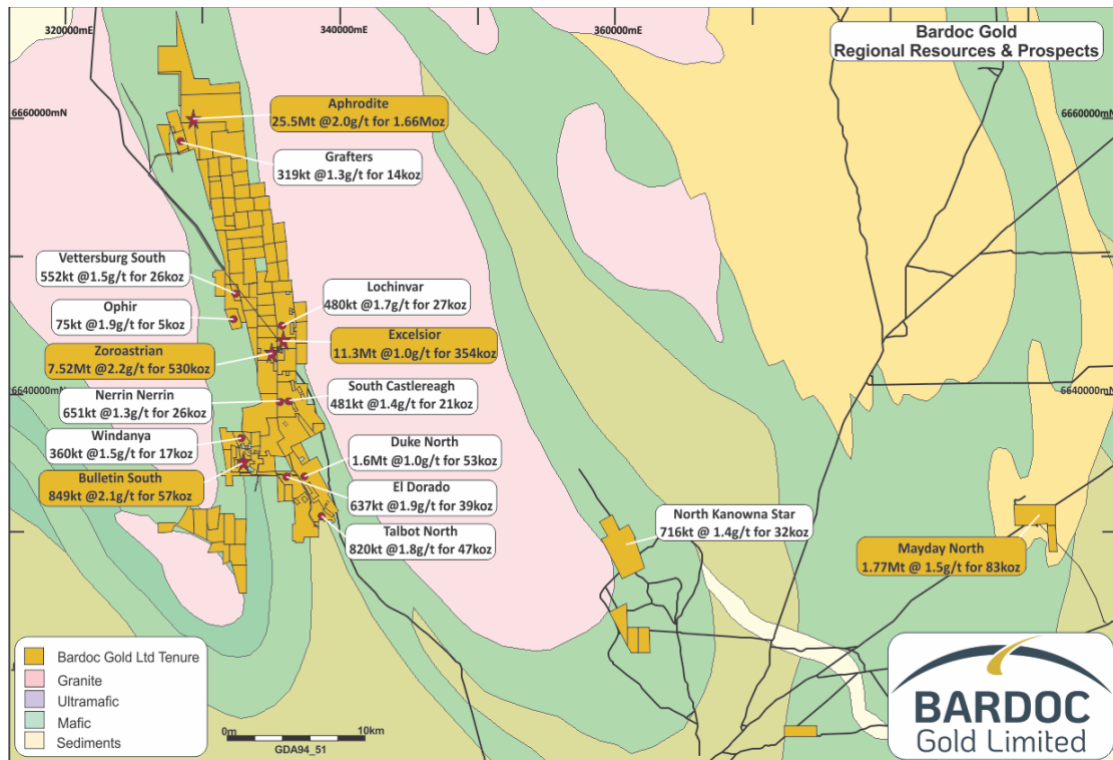 320000mE
340000mE
360000mE
Bardoc Gold
Regional Resources & Prospects
6660000mN
6660000mN
Aphrodite
25.5Mt @2.0g/t for 1.66Moz
Grafters
319kt @1.3g/t for 14koz
Vettersburg South
552kt @1.5g/t for 26koz
Lochinvar
480kt @1.7g/t for 27koz
Ophir
75kt @1.9g/t for 5koz
Excelsior
11.3Mt @1.0g/t for 354koz
Zoroastrian
7.52Mt @2.2g/t for 530koz
6640000mN
6640000mN
Nerrin Nerrin
651kt @1.3g/t for 26koz
South Castlereagh
481kt @1.4g/t for 21koz
Windanya
360kt @1.5g/t for 17koz
Duke North
1.6Mt @1.0g/t for 53koz
Bulletin South
849kt @2.1g/t for 57koz
El Dorado
637kt @1.9g/t for 39koz
Talbot North
820kt @1.8g/t for 47koz
North Kanowna Star
716kt @ 1.4g/t for 32koz
Mayday North
1.77Mt @ 1.5g/t for 83koz
Bardoc Gold Ltd Tenure
Granite
Ultramafic
Mafic
Sediments
0m
10km
GDA94_51
BARDOC
Gold Limited